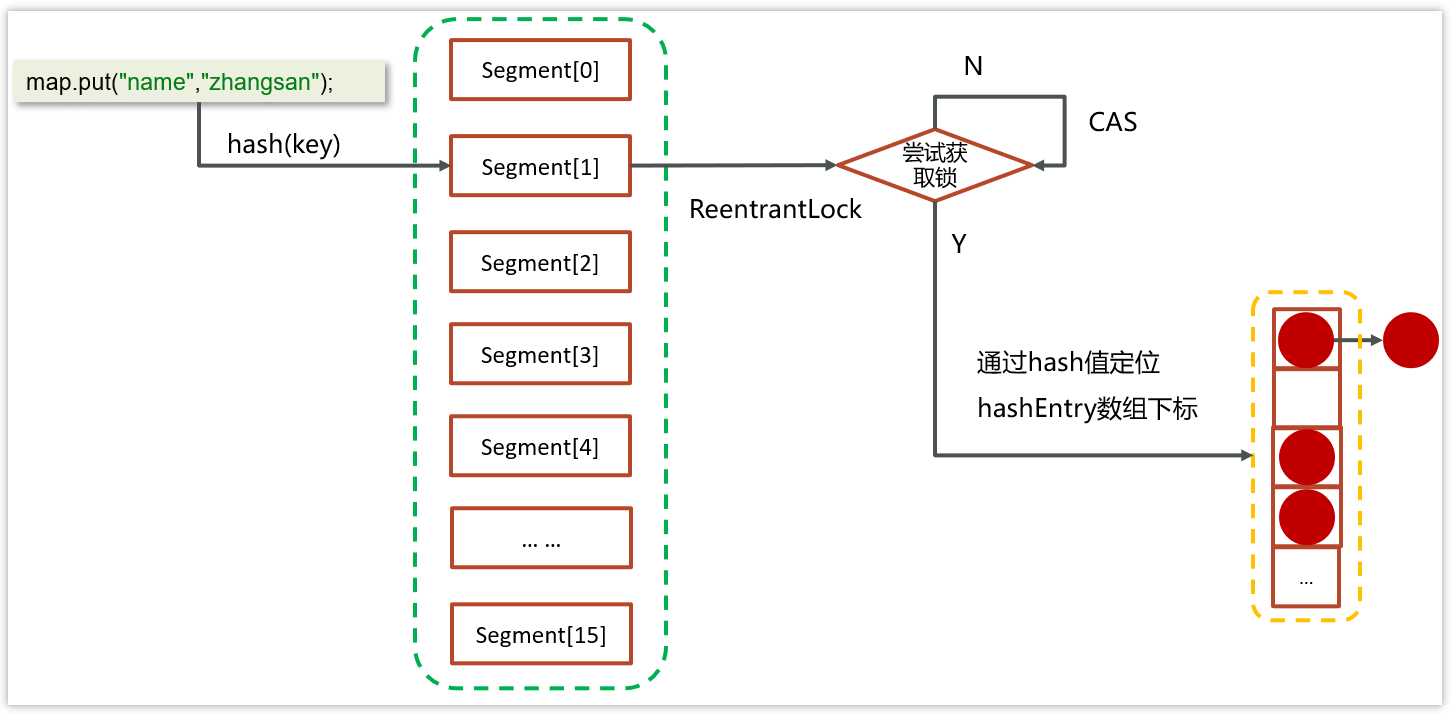 map.put("name","zhangsan");
hash(key)
Segment[0]
Segment[1]
Segment[2]
Segment[3]
Segment[4]
... ...
Segment[15]
ReentrantLock
N
CAS
尝试获
取锁
Y
通过hash值定位
hashEntry数组下标
...